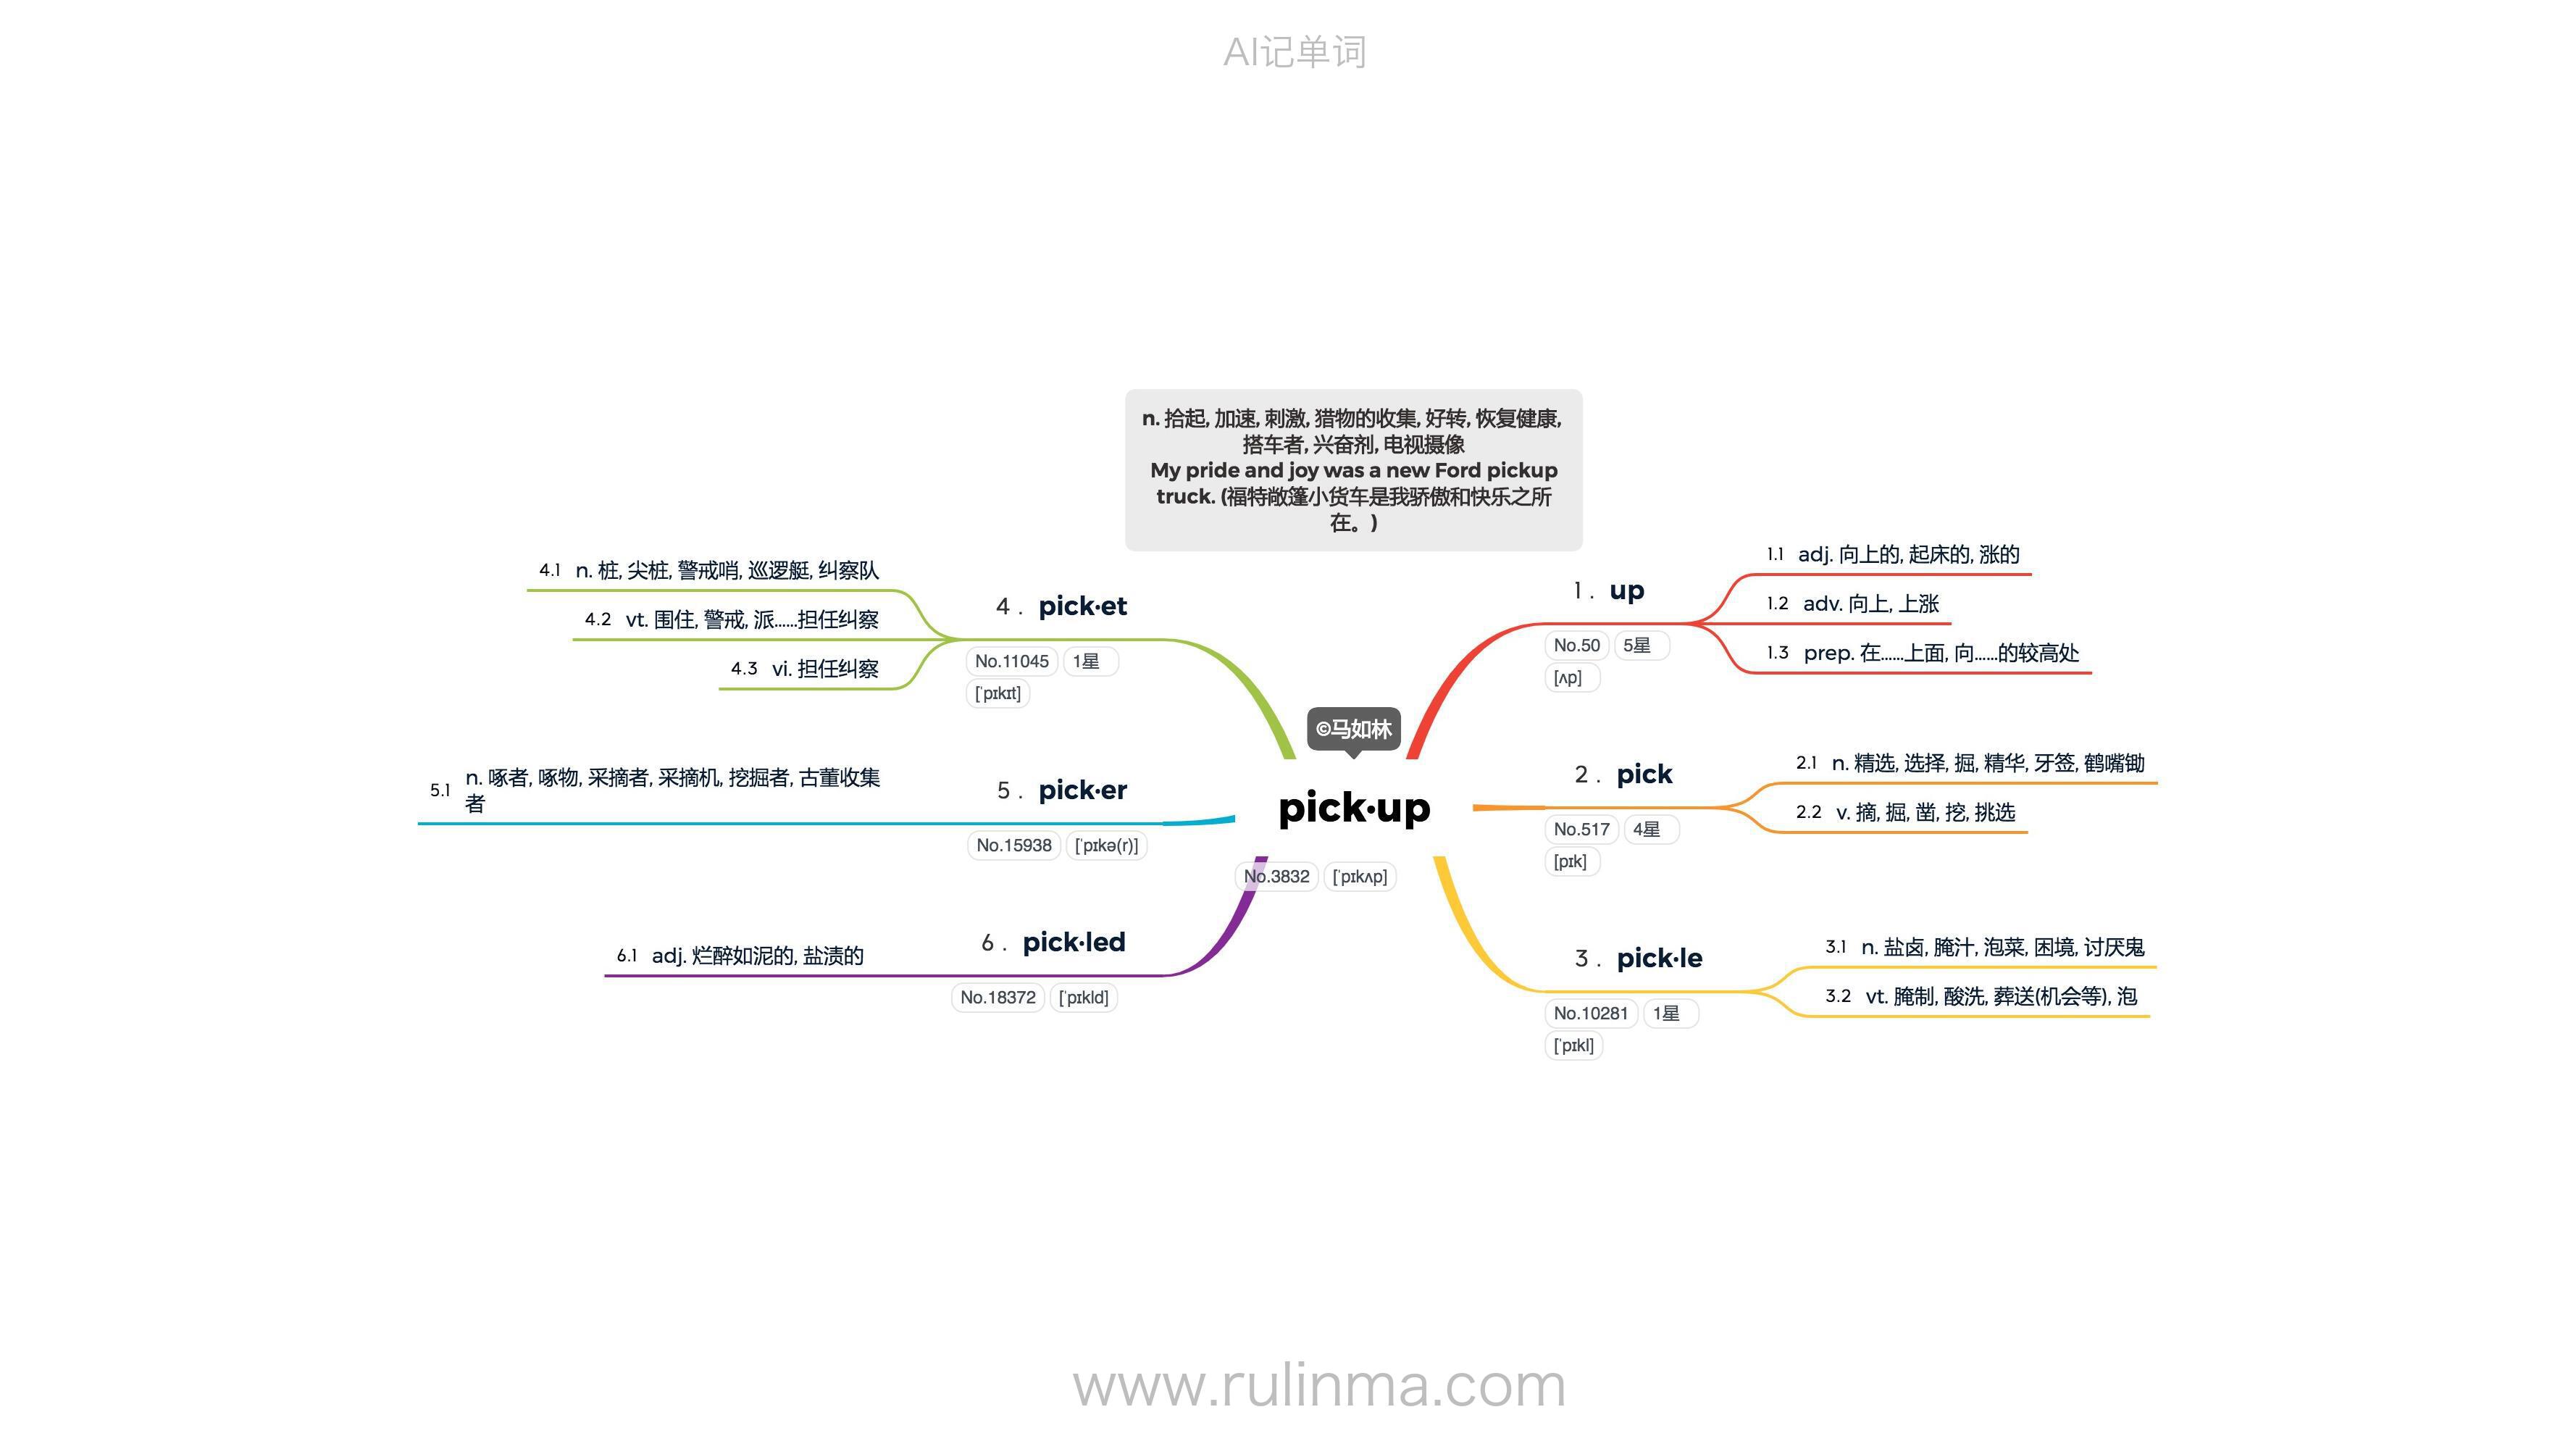 AI记单词
n. 拾起, 加速, 刺激, 猎物的收集, 好转, 恢复健康,
搭车者, 兴奋剂, 电视摄像
My pride and joy was a new Ford pickup
truck. (福特敞篷小货车是我骄傲和快乐之所
在。)
©马如林
pick·up
No.3832 [ˈpɪkʌp]
1 . up
No.50 5星
[ʌp]
1.1 adj. 向上的, 起床的, 涨的
1.2 adv. 向上, 上涨
1.3 prep. 在……上面, 向……的较高处
2 . pick
No.517 4星
[pɪk]
2.1 n. 精选, 选择, 掘, 精华, 牙签, 鹤嘴锄
2.2 v. 摘, 掘, 凿, 挖, 挑选
3 . pick·le
No.10281 1星
[ˈpɪkl]
3.1 n. 盐卤, 腌汁, 泡菜, 困境, 讨厌鬼
3.2 vt. 腌制, 酸洗, 葬送(机会等), 泡
4 . pick·et
No.11045 1星
[ˈpɪkɪt]
4.1 n. 桩, 尖桩, 警戒哨, 巡逻艇, 纠察队
4.2 vt. 围住, 警戒, 派……担任纠察
4.3 vi. 担任纠察
5 . pick·er
No.15938 [ˈpɪkə(r)]
5.1 n. 啄者, 啄物, 采摘者, 采摘机, 挖掘者, 古董收集
者
6 . pick·led
No.18372 [ˈpɪkld]
6.1 adj. 烂醉如泥的, 盐渍的
www.rulinma.com